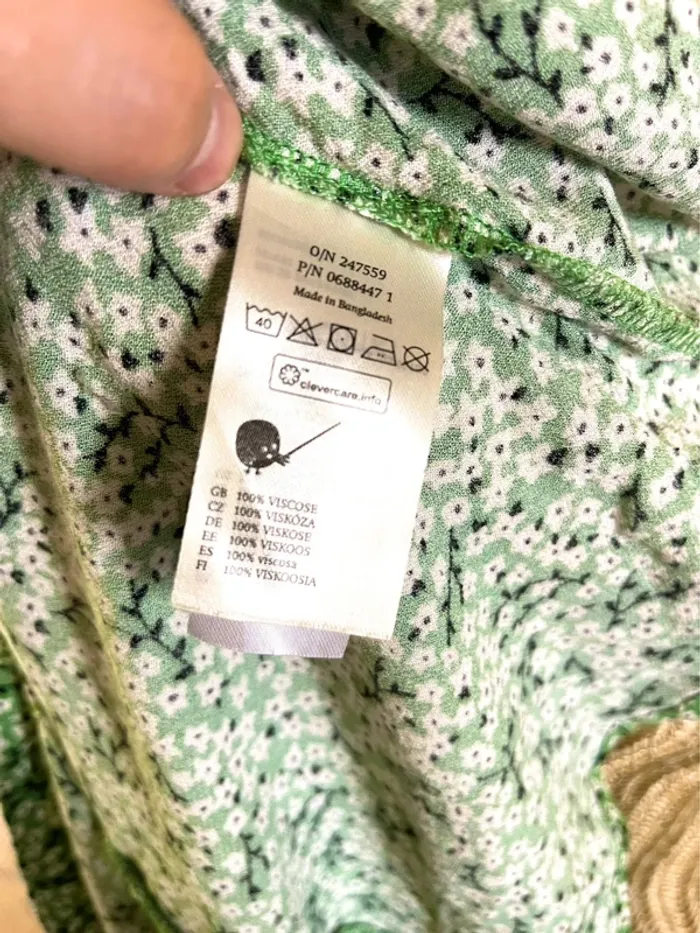 O/N 247559
P/N 0688447 1
Made in Bangladesh
40
clevercare.info
GB 100% VISCOSE
CZ 100% VISKÓZA
DE 100% VISKOSE
EE 100% VISKOOS
ES 100% viscosa
FI 100% VISKOOSIA